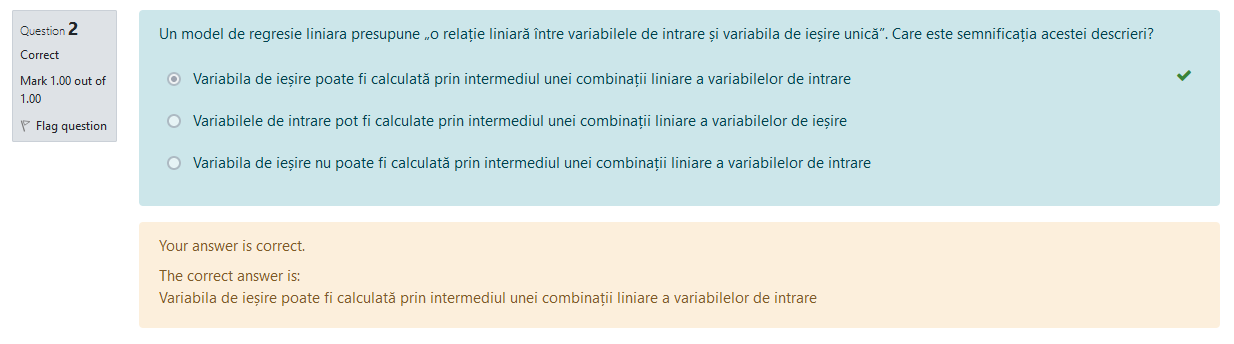 Question 2
Correct
Mark 1.00 out of
1.00
Flag question
Un model de regresie liniara presupune „o relație liniară între variabilele de intrare și variabila de ieșire unică”. Care este semnificația acestei descrieri?
Variabila de ieșire poate fi calculată prin intermediul unei combinații liniare a variabilelor de intrare
Variabilele de intrare pot fi calculate prin intermediul unei combinații liniare a variabilelor de ieșire
Variabila de ieșire nu poate fi calculată prin intermediul unei combinații liniare a variabilelor de intrare
Your answer is correct.
The correct answer is:
Variabila de ieșire poate fi calculată prin intermediul unei combinații liniare a variabilelor de intrare